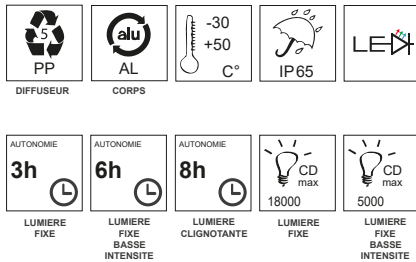 5
PP
DIFFUSEUR
alu
AL
CORPS
-30
+50
C°
IP65
LE
AUTONOMIE
3h
LUMIERE
FIXE
AUTONOMIE
6h
LUMIERE
FIXE
BASSE
INTENSITE
AUTONOMIE
8h
LUMIERE
CLIGNOTANTE
CD
max
18000
LUMIERE
FIXE
CD
max
5000
LUMIERE
FIXE
BASSE
INTENSITE